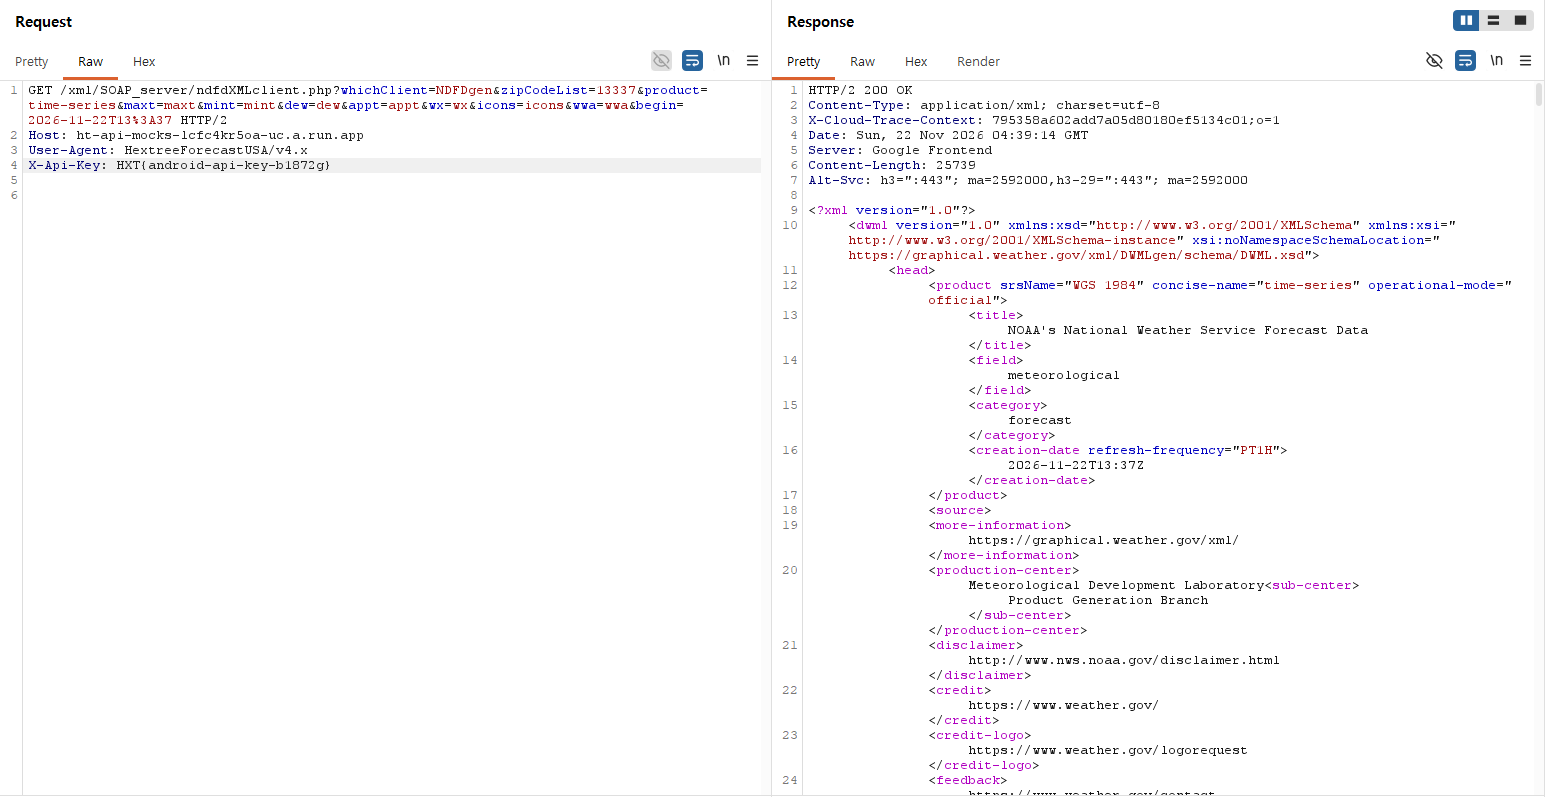 Request
Pretty Raw Hex
\n
1 GET /xml/SOAP_server/ndfdXMLclient.php?whichClient=NDFDgen&zipCodeList=13337&product=
time-series&maxt=maxt&mint=mint&dew=dew&appt=appt&wx=wx&icons=icons&wwa=wwa&begin=
2026-11-22T13%3A37 HTTP/2
2 Host: ht-api-mocks-lcfc4kr5oa-uc.a.run.app
3 User-Agent: HextreeForecastUSA/v4.x
4 X-Api-Key: HXT{android-api-key-b1872g}
5
6
Response
Pretty Raw Hex Render
\n
1 HTTP/2 200 OK
2 Content-Type: application/xml; charset=utf-8
3 X-Cloud-Trace-Context: 795358a602add7a05d80180ef5134c01;o=1
4 Date: Sun, 22 Nov 2026 04:39:14 GMT
5 Server: Google Frontend
6 Content-Length: 25739
7 Alt-Svc: h3=":443"; ma=2592000,h3-29=":443"; ma=2592000
8
9 <?xml version="1.0"?>
10 <dwml version="1.0" xmlns:xsd="http://www.w3.org/2001/XMLSchema" xmlns:xsi="
http://www.w3.org/2001/XMLSchema-instance" xsi:noNamespaceSchemaLocation="
https://graphical.weather.gov/xml/DWMLgen/schema/DWML.xsd">
11 <head>
12 <product srsName="WGS 1984" concise-name="time-series" operational-mode="
official">
13 <title>
NOAA's National Weather Service Forecast Data
</title>
14 <field>
meteorological
</field>
15 <category>
forecast
</category>
16 <creation-date refresh-frequency="PT1H">
2026-11-22T13:37Z
</creation-date>
17 </product>
18 <source>
19 <more-information>
https://graphical.weather.gov/xml/
</more-information>
20 <production-center>
Meteorological Development Laboratory<sub-center>
Product Generation Branch
</sub-center>
</production-center>
21 <disclaimer>
http://www.nws.noaa.gov/disclaimer.html
</disclaimer>
22 <credit>
https://www.weather.gov/
</credit>
23 <credit-logo>
https://www.weather.gov/logorequest
</credit-logo>
24 <feedback>
https://www.weather.gov/contact